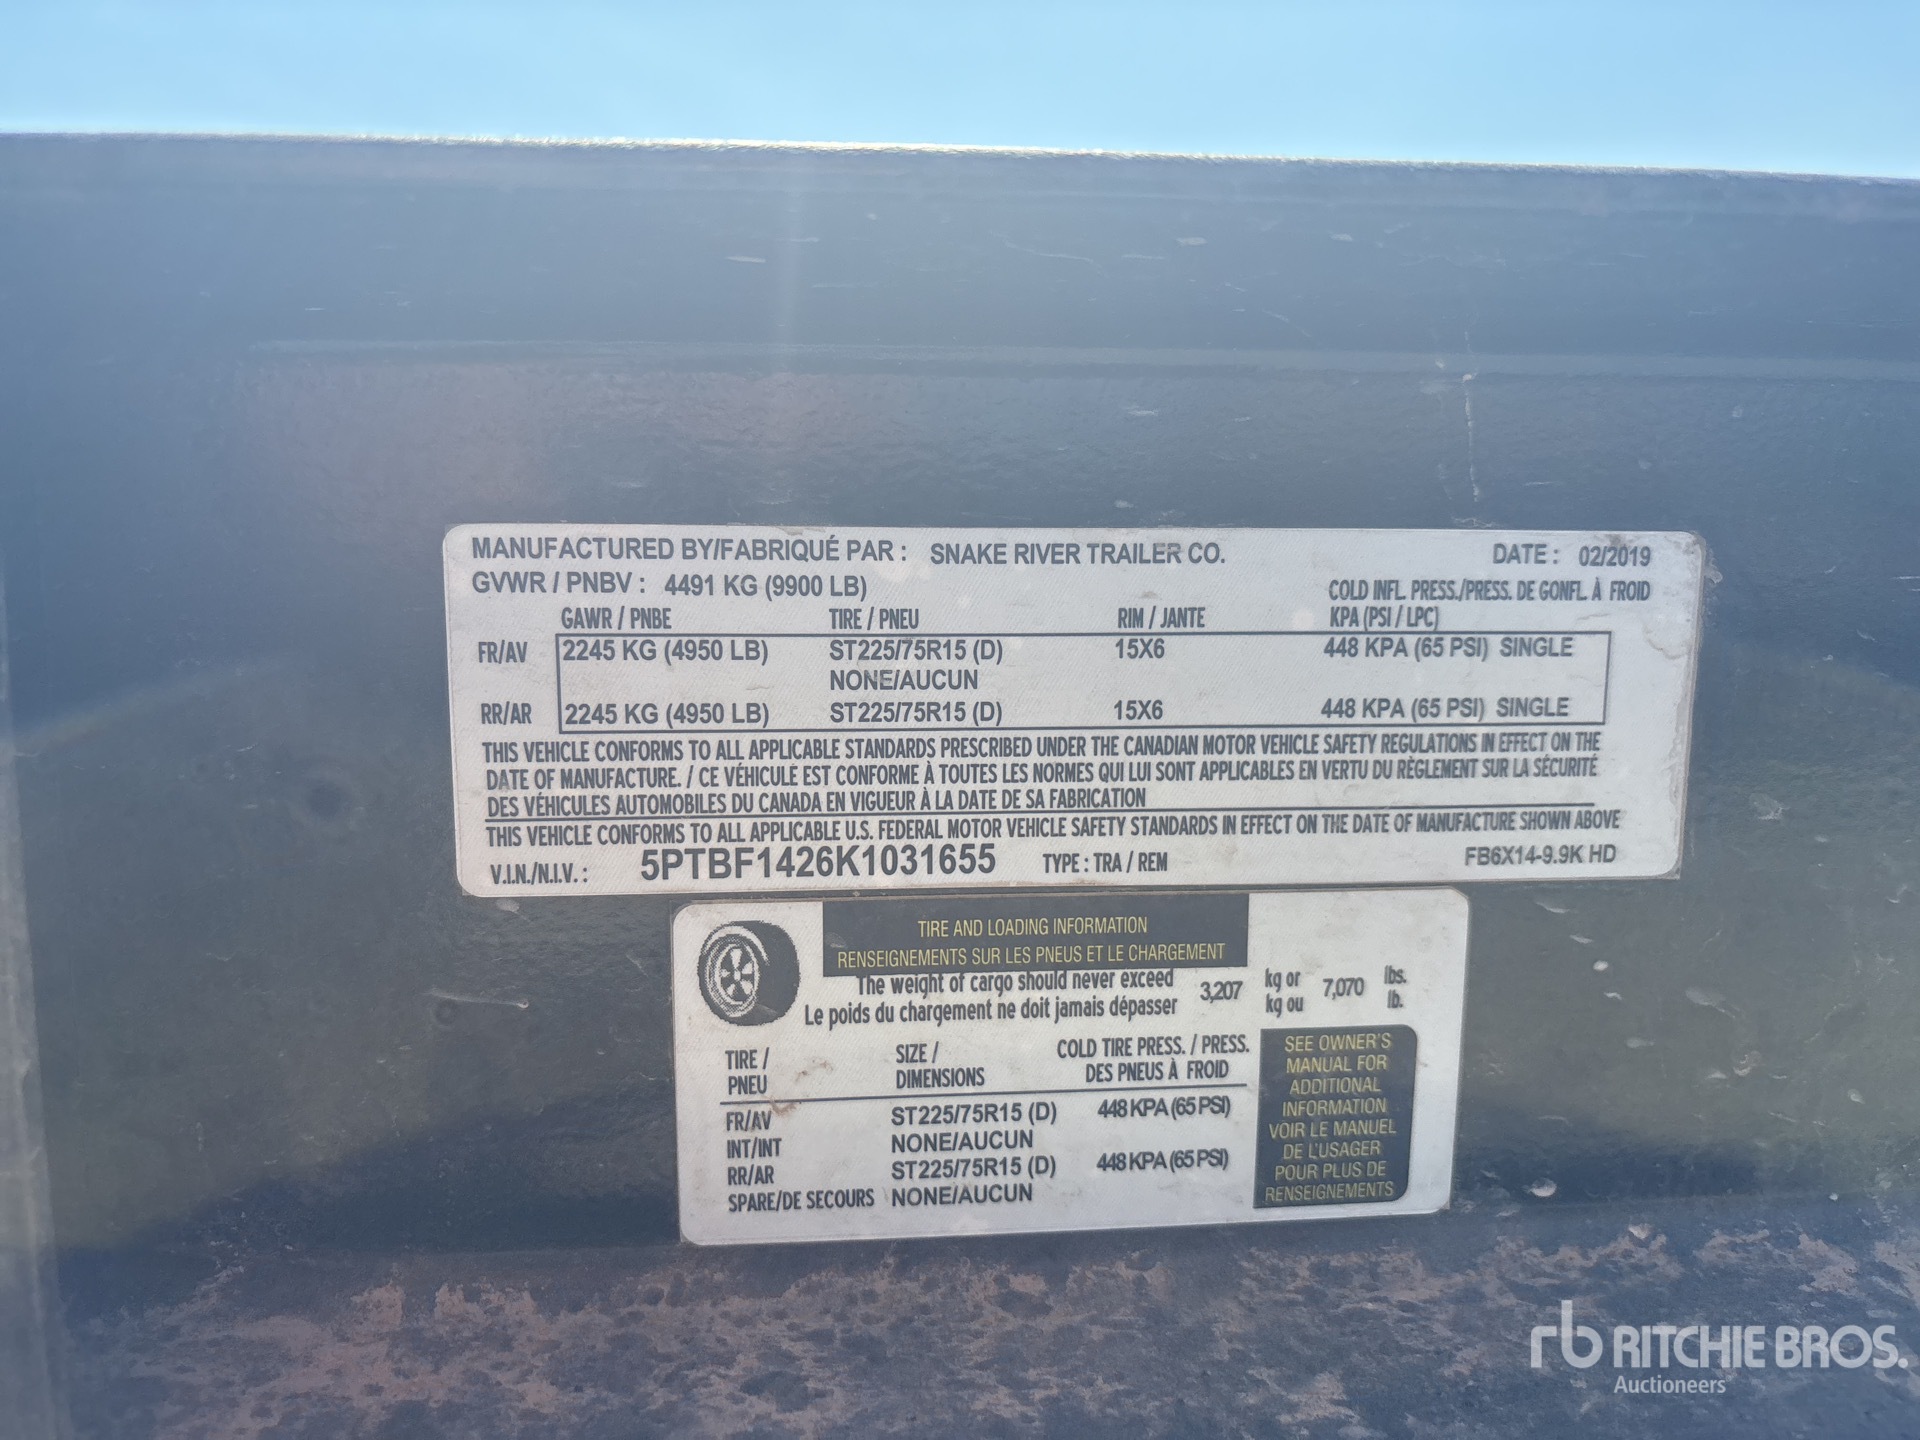 MANUFACTURED BY/FABRIQUÉ PAR : SNAKE RIVER TRAILER CO. DATE : 02/2019
GVWR / PNBV : 4491 KG (9900 LB) COLD INFL. PRESS./PRESS. DE GONFL. À FROID
GAWR / PNBE TIRE / PNEU RIM / JANTE KPA (PSI / LPC)
FR/AV 2245 KG (4950 LB) ST225/75R15 (D) 15X6 448 KPA (65 PSI) SINGLE
NONE/AUCUN
RR/AR 2245 KG (4950 LB) ST225/75R15 (D) 15X6 448 KPA (65 PSI) SINGLE
THIS VEHICLE CONFORMS TO ALL APPLICABLE STANDARDS PRESCRIBED UNDER THE CANADIAN MOTOR VEHICLE SAFETY REGULATIONS IN EFFECT ON THE
DATE OF MANUFACTURE. / CE VÉHICULE EST CONFORME À TOUTES LES NORMES QUI LUI SONT APPLICABLES EN VERTU DU RÈGLEMENT SUR LA SÉCURITÉ
DES VÉHICULES AUTOMOBILES DU CANADA EN VIGUEUR À LA DATE DE SA FABRICATION
THIS VEHICLE CONFORMS TO ALL APPLICABLE U.S. FEDERAL MOTOR VEHICLE SAFETY STANDARDS IN EFFECT ON THE DATE OF MANUFACTURE SHOWN ABOVE
V.I.N./N.I.V. : 5PTBF1426K1031655 TYPE : TRA / REM FB6X14-9.9K HD
TIRE AND LOADING INFORMATION
RENSEIGNEMENTS SUR LES PNEUS ET LE CHARGEMENT
The weight of cargo should never exceed 3,207 kg or 7,070 lbs.
Le poids du chargement ne doit jamais dépasser kg ou lb.
TIRE / SIZE / COLD TIRE PRESS. / PRESS.
PNEU DIMENSIONS DES PNEUS À FROID
FR/AV ST225/75R15 (D) 448 KPA (65 PSI)
INT/INT NONE/AUCUN
RR/AR ST225/75R15 (D) 448 KPA (65 PSI)
SPARE/DE SECOURS NONE/AUCUN
SEE OWNER'S
MANUAL FOR
ADDITIONAL
INFORMATION
VOIR LE MANUEL
DE L'USAGER
POUR PLUS DE
RENSEIGNEMENTS
rb RITCHIE BROS.
Auctioneers